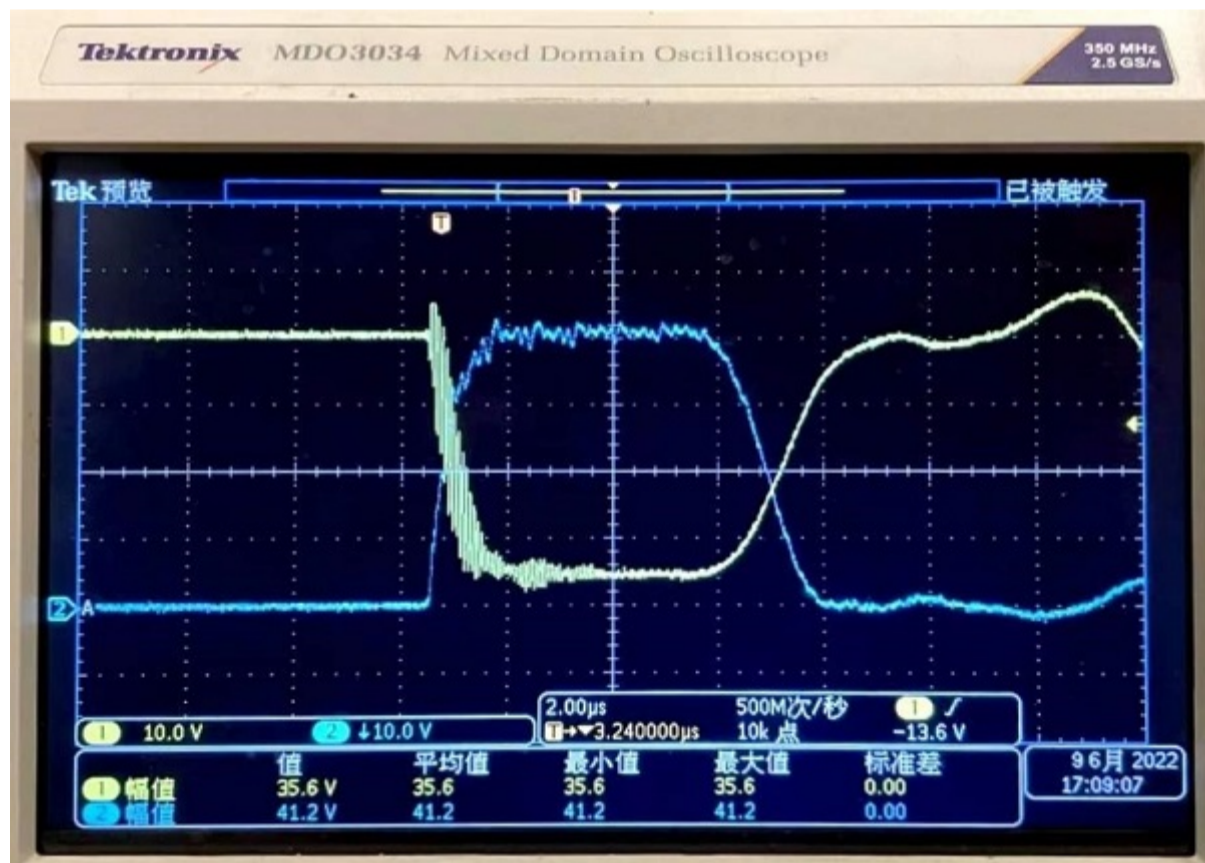 Tektronix MDO3034 Mixed Domain Oscilloscope
350 MHz
2.5 GS/s
Tek 预览
T
已被触发
T
1
2 A
1 10.0 V 2 ↓10.0 V
2.00μs
T→▼3.240000μs
500M次/秒
10k 点
1 ƒ
-13.6 V
值 平均值 最小值 最大值 标准差
1 幅值 35.6 V 35.6 35.6 35.6 0.00
2 幅值 41.2 V 41.2 41.2 41.2 0.00
9 6月 2022
17:09:07